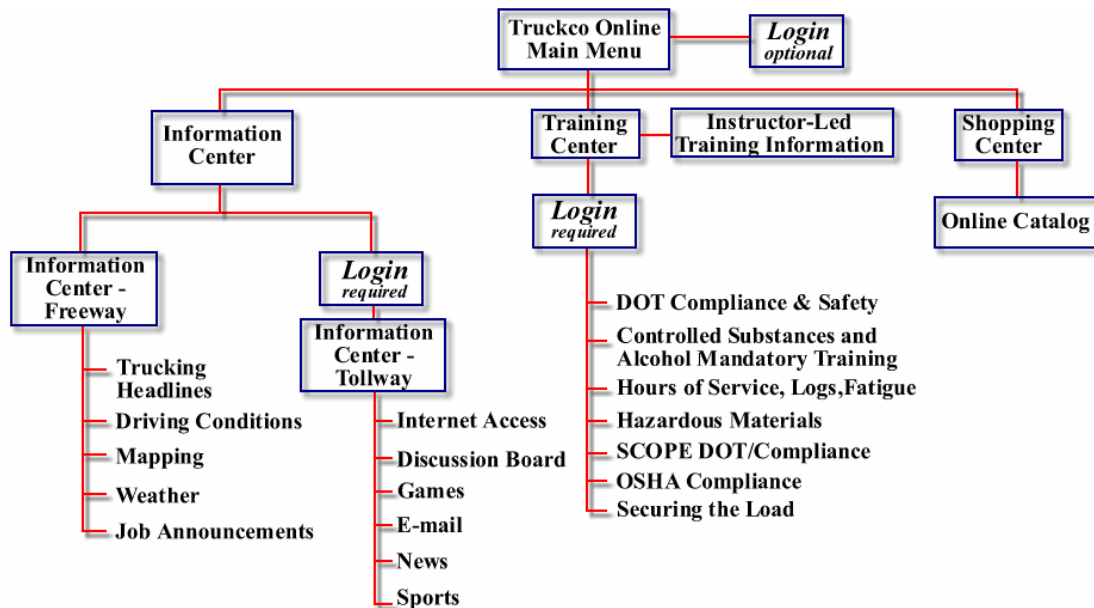 Truckco Online
Main Menu
Login
optional
Information
Center
Training
Center
Instructor-Led
Training Information
Shopping
Center
Login
required
Online Catalog
Information
Center -
Freeway
Login
required
Information
Center -
Tollway
Trucking
Headlines
Driving Conditions
Mapping
Weather
Job Announcements
Internet Access
Discussion Board
Games
E-mail
News
Sports
DOT Compliance & Safety
Controlled Substances and
Alcohol Mandatory Training
Hours of Service, Logs,Fatigue
Hazardous Materials
SCOPE DOT/Compliance
OSHA Compliance
Securing the Load